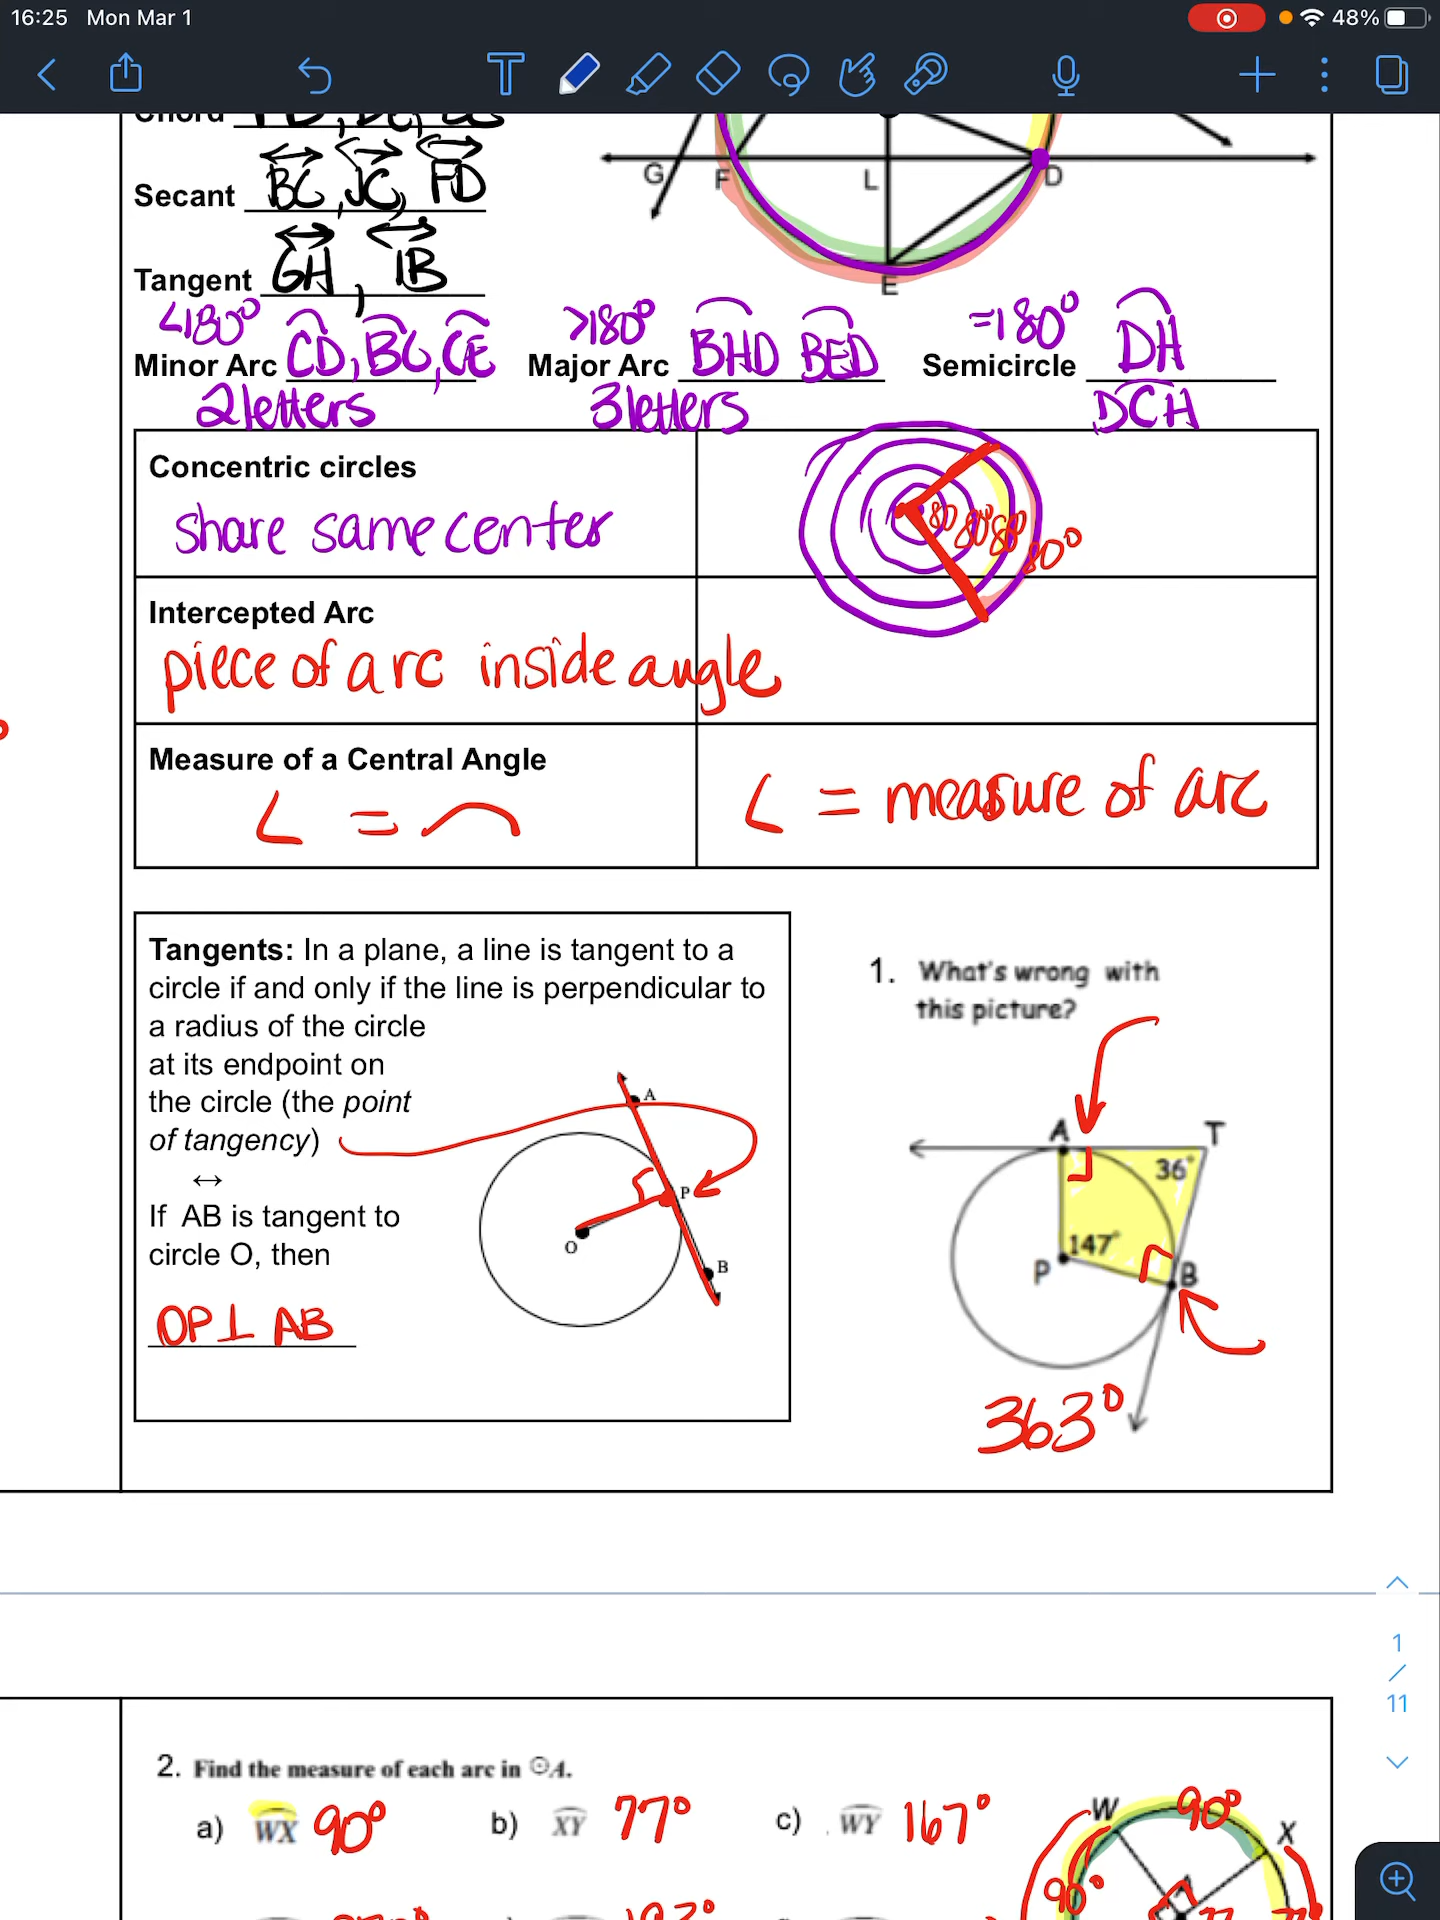 16:25 Mon Mar 1
48%
Chord
G F L D
Secant BC, JC, FD
E
Tangent GH, IB
<180° >180° =180°
Minor Arc CD, BC, CE Major Arc BHD BED Semicircle DH
2 letters 3 letters DCH
Concentric circles
share same center
80 80° 80 80°
Intercepted Arc
piece of arc inside angle
Measure of a Central Angle
∠ = ⌒
∠ = measure of arc
Tangents: In a plane, a line is tangent to a
circle if and only if the line is perpendicular to
a radius of the circle
at its endpoint on
the circle (the point
of tangency)
↔
If AB is tangent to
circle O, then
OP⊥ AB
A
P
O
B
1. What's wrong with
this picture?
A T
36°
147°
P B
363°
1
/
11
2. Find the measure of each arc in ⊙A.
a) WX 90° b) XY 77° c) . WY 167°
W 90° X
90°